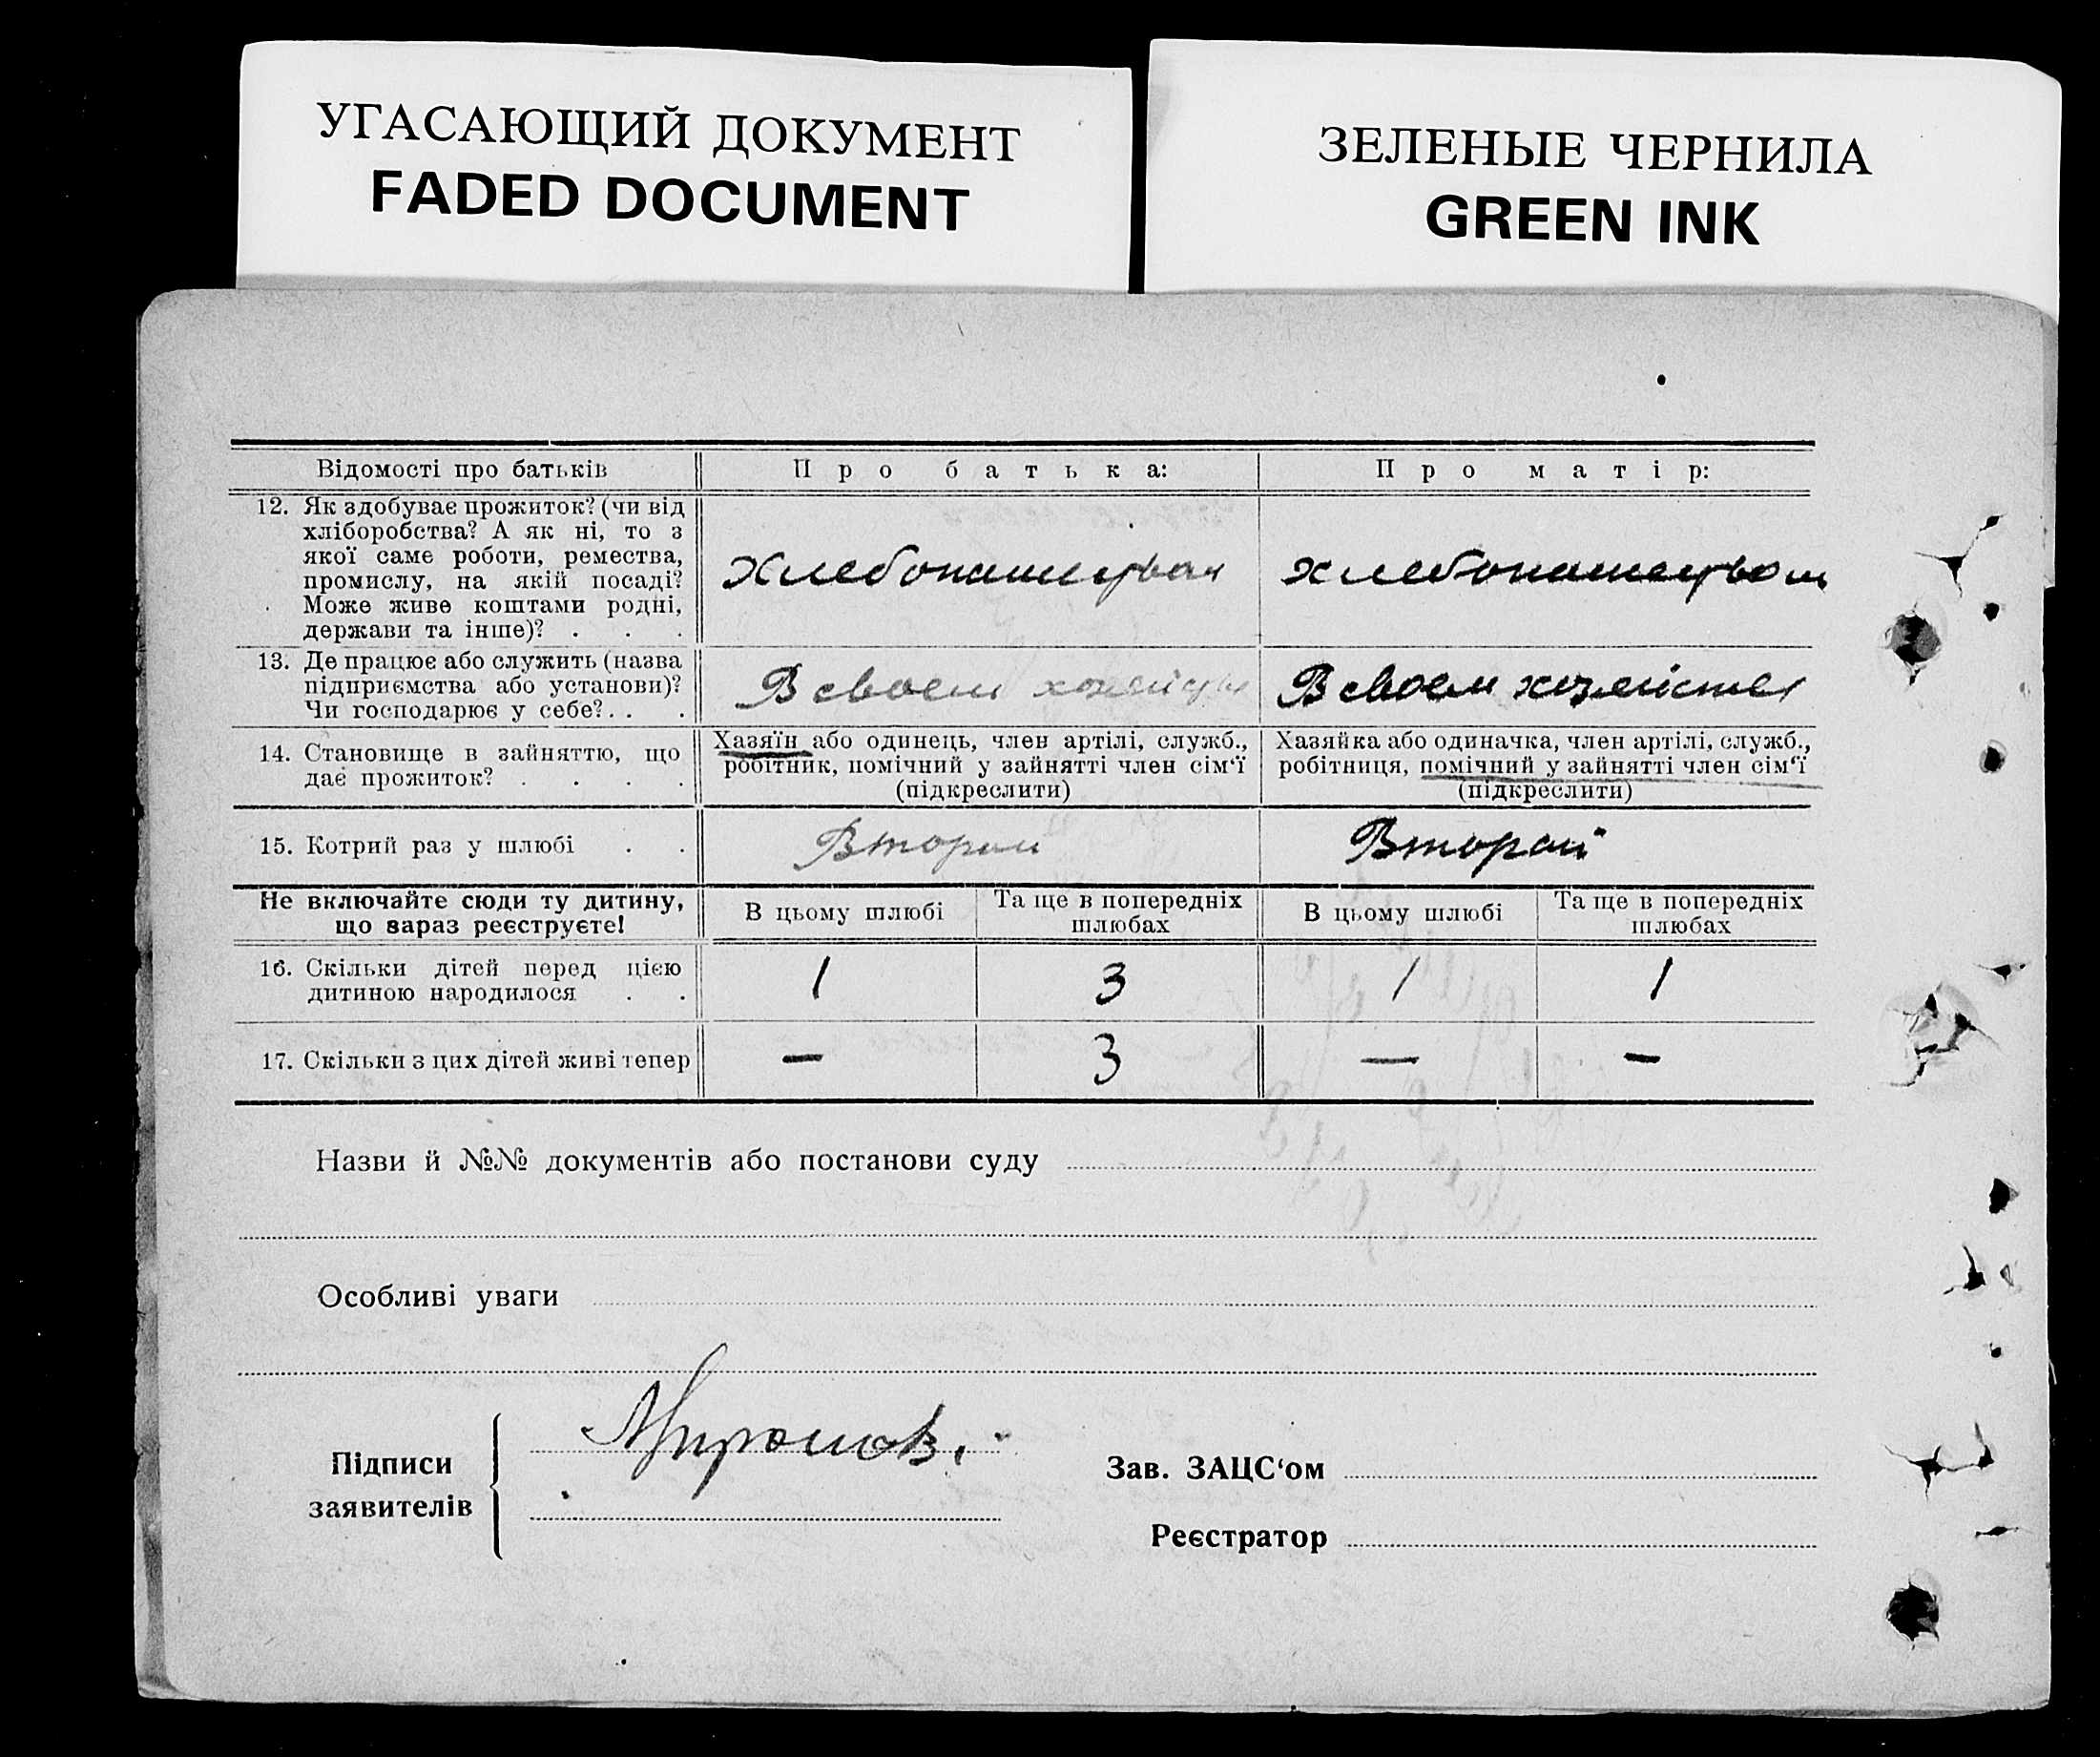 УГАСАЮЩИЙ ДОКУМЕНТ
FADED DOCUMENT
ЗЕЛЕНЫЕ ЧЕРНИЛА
GREEN INK
Відомості про батьків
Про батька:
Про матір:
12. Як здобуває прожиток? (чи від
хліборобства? А як ні, то з
якої саме роботи, ремества,
промислу, на якій посаді?
Може живе коштами родні,
держави та інше)? . . .
Хлебопашцувая
Хлебопашецвом
13. Де працює або служить (назва
підприємства або установи)?
Чи господарює у себе?. . .
В своем
В своем хозяйстве
14. Становище в зайняттю, що
дає прожиток? . . . .
Хазяїн або одинець, член артілі, служб.,
робітник, помічний у зайнятті член сім'ї
(підкреслити)
Хазяйка або одиначка, член артілі, служб.,
робітниця, помічний у зайнятті член сім'ї
(підкреслити)
15. Котрий раз у шлюбі . .
Второй
Второй
Не включайте сюди ту дитину,
що зараз реєструєте!
В цьому шлюбі
Та ще в попередніх
шлюбах
В цьому шлюбі
Та ще в попередніх
шлюбах
16. Скільки дітей перед цією
дитиною народилося . .
1
3
1
1
17. Скільки з цих дітей живі тепер
—
3
—
—
Назви й №№ документів або постанови суду
Особливі уваги
Підписи
заявителів
Зав. ЗАЦС'ом
Реєстратор